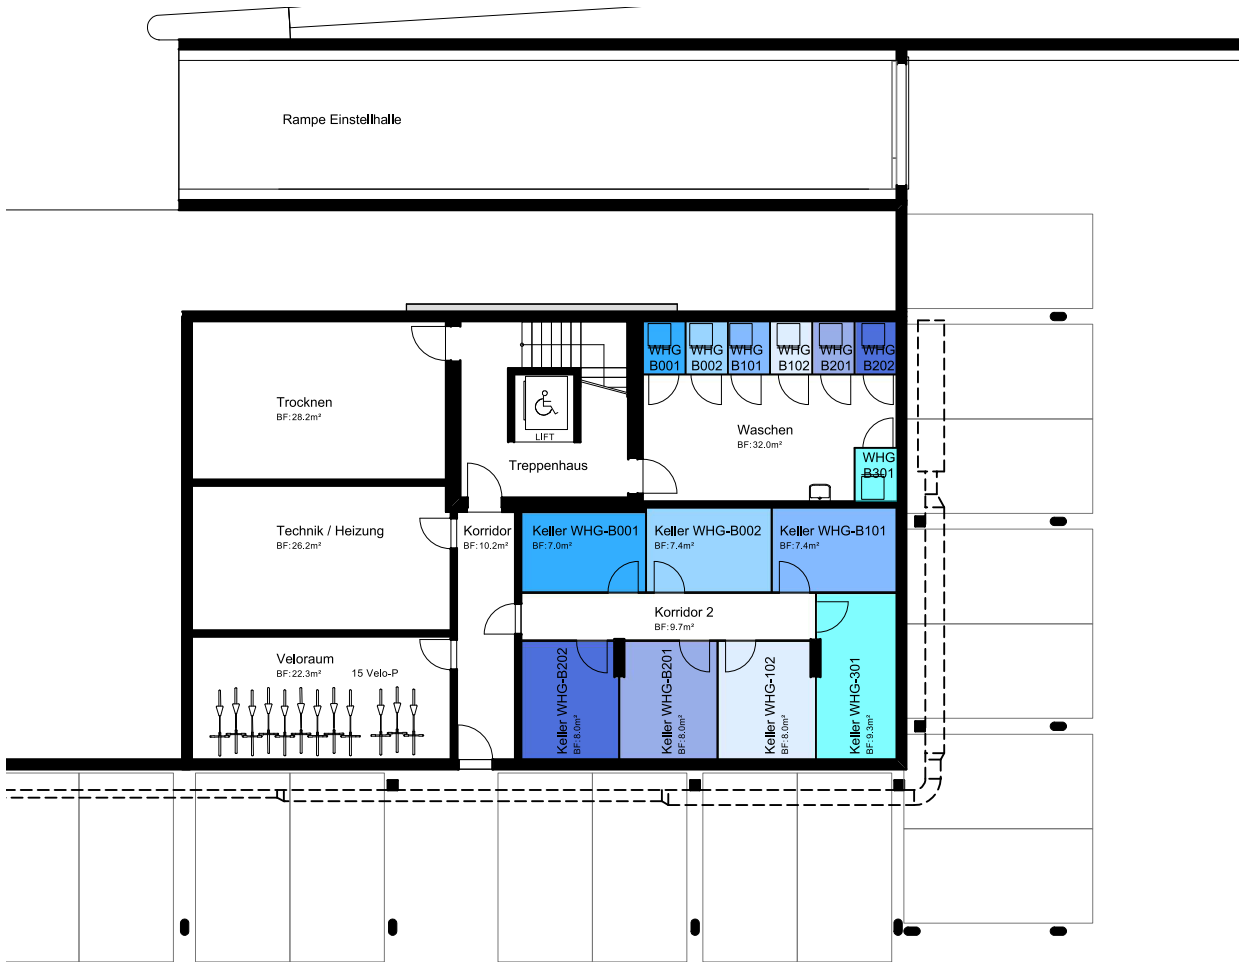 Rampe Einstellhalle
WHG
B001
WHG
B002
WHG
B101
WHG
B102
WHG
B201
WHG
B202
Trocknen
BF: 28.2m²
LIFT
Treppenhaus
Waschen
BF: 32.0m²
WHG
B301
Technik / Heizung
BF: 26.2m²
Korridor
BF: 10.2m²
Keller WHG-B001
BF: 7.0m²
Keller WHG-B002
BF: 7.4m²
Keller WHG-B101
BF: 7.4m²
Korridor 2
BF: 9.7m²
Veloraum
BF: 22.3m²
15 Velo-P
Keller WHG-B202
BF: 8.0m²
Keller WHG-B201
BF: 8.0m²
Keller WHG-102
BF: 8.0m²
Keller WHG-301
BF: 9.3m²